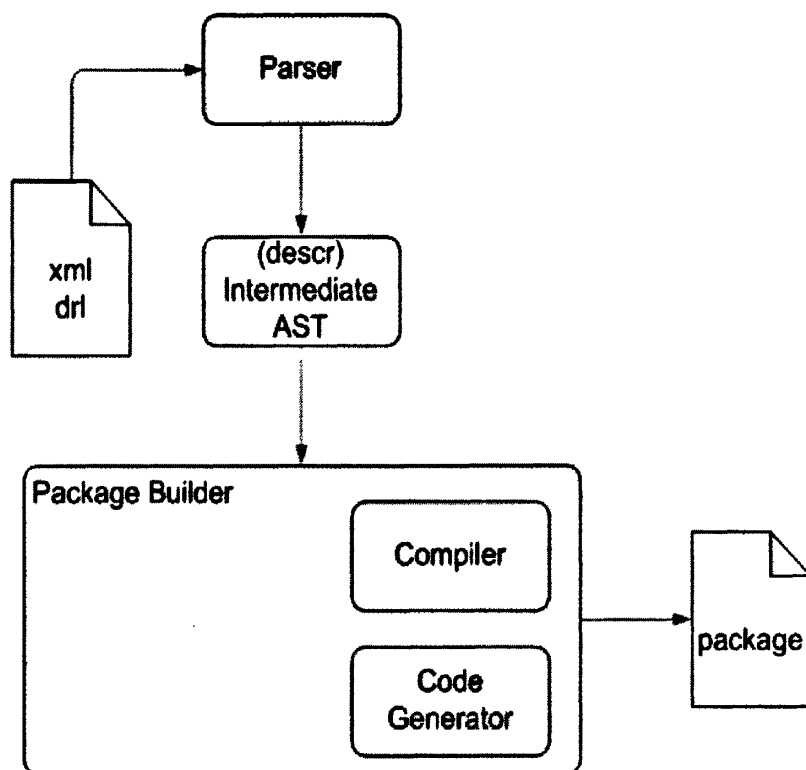 Parser
xml
drl
(descr)
Intermediate
AST
Package Builder
Compiler
Code
Generator
package